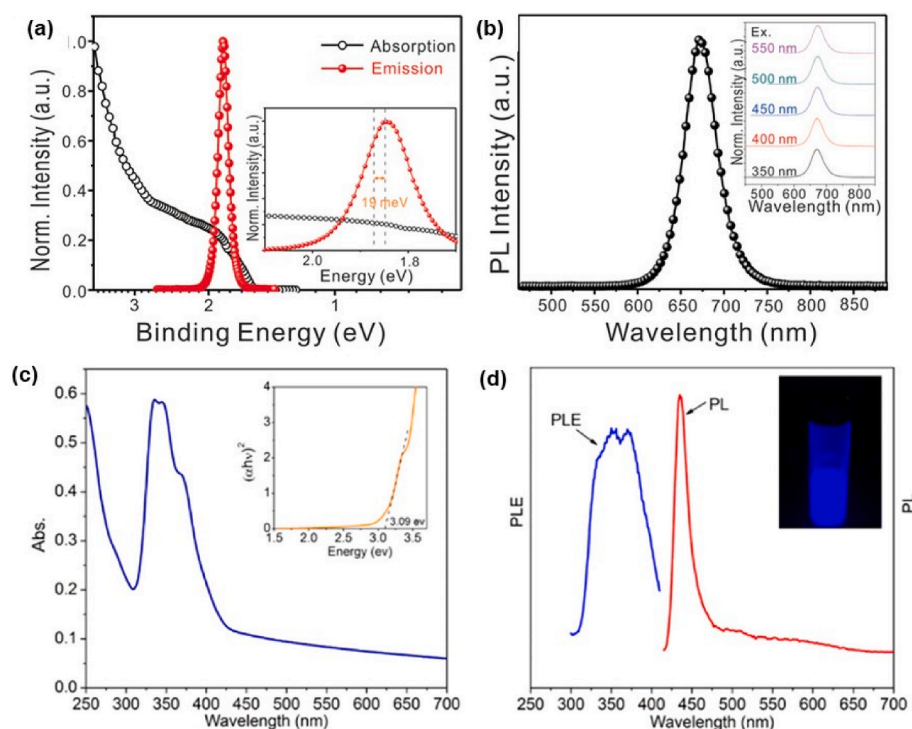 (a)
1.0
0.8
0.6
0.4
0.2
0.0
Norm. Intensity (a.u.)
Absorption
Emission
Norm. Intensity (a.u.)
19 meV
2.0
1.8
Energy (eV)
3
2
1
Binding Energy (eV)
(b)
PL Intensity (a.u.)
Ex.
550 nm
500 nm
450 nm
400 nm
350 nm
Norm. Intensity (a.u.)
500 600 700 800
Wavelength (nm)
500 550 600 650 700 750 800 850
Wavelength (nm)
(c)
0.6
0.5
0.4
0.3
0.2
0.1
0.0
Abs.
4
3
2
1
0
(αhν)²
3.09 ev
1.5 2.0 2.5 3.0 3.5
Energy (ev)
250 300 350 400 450 500 550 600 650 700
Wavelength (nm)
(d)
PLE
PLE
PL
PL
250 300 350 400 450 500 550 600 650 700
Wavelength (nm)